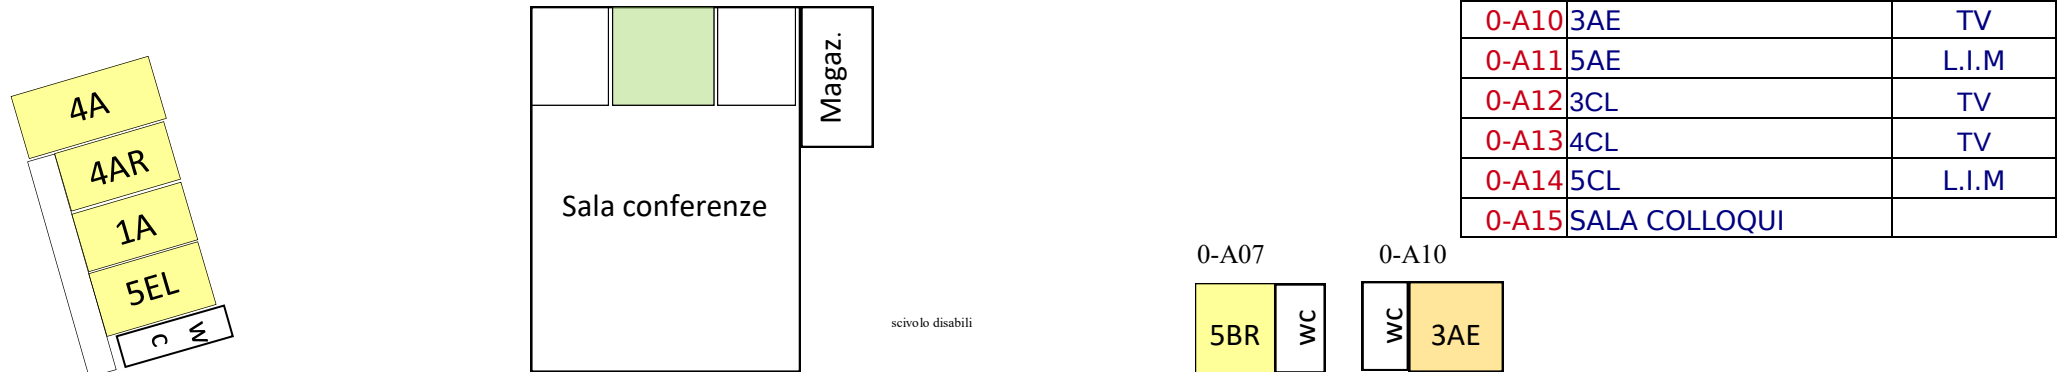 0-A10 3AE TV
0-A11 5AE L.I.M
0-A12 3CL TV
0-A13 4CL TV
0-A14 5CL L.I.M
0-A15 SALA COLLOQUI
4A
4AR
1A
5EL
w
c
Magaz.
Sala conferenze
scivolo disabili
0-A07
0-A10
5BR
wc
wc
3AE